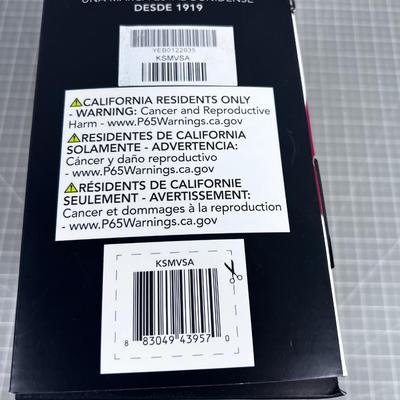 DESDE 1919
YEB0122935
KSMVSA
⚠CALIFORNIA RESIDENTS ONLY
- WARNING: Cancer and Reproductive
Harm - www.P65Warnings.ca.gov
⚠RESIDENTES DE CALIFORNIA
SOLAMENTE - ADVERTENCIA:
Cáncer y daño reproductivo
- www.P65Warnings.ca.gov
⚠RÉSIDENTS DE CALIFORNIE
SEULEMENT - AVERTISSEMENT:
Cancer et dommages à la reproduction
- www.P65Warnings.ca.gov
KSMVSA
8 83049 43957 0